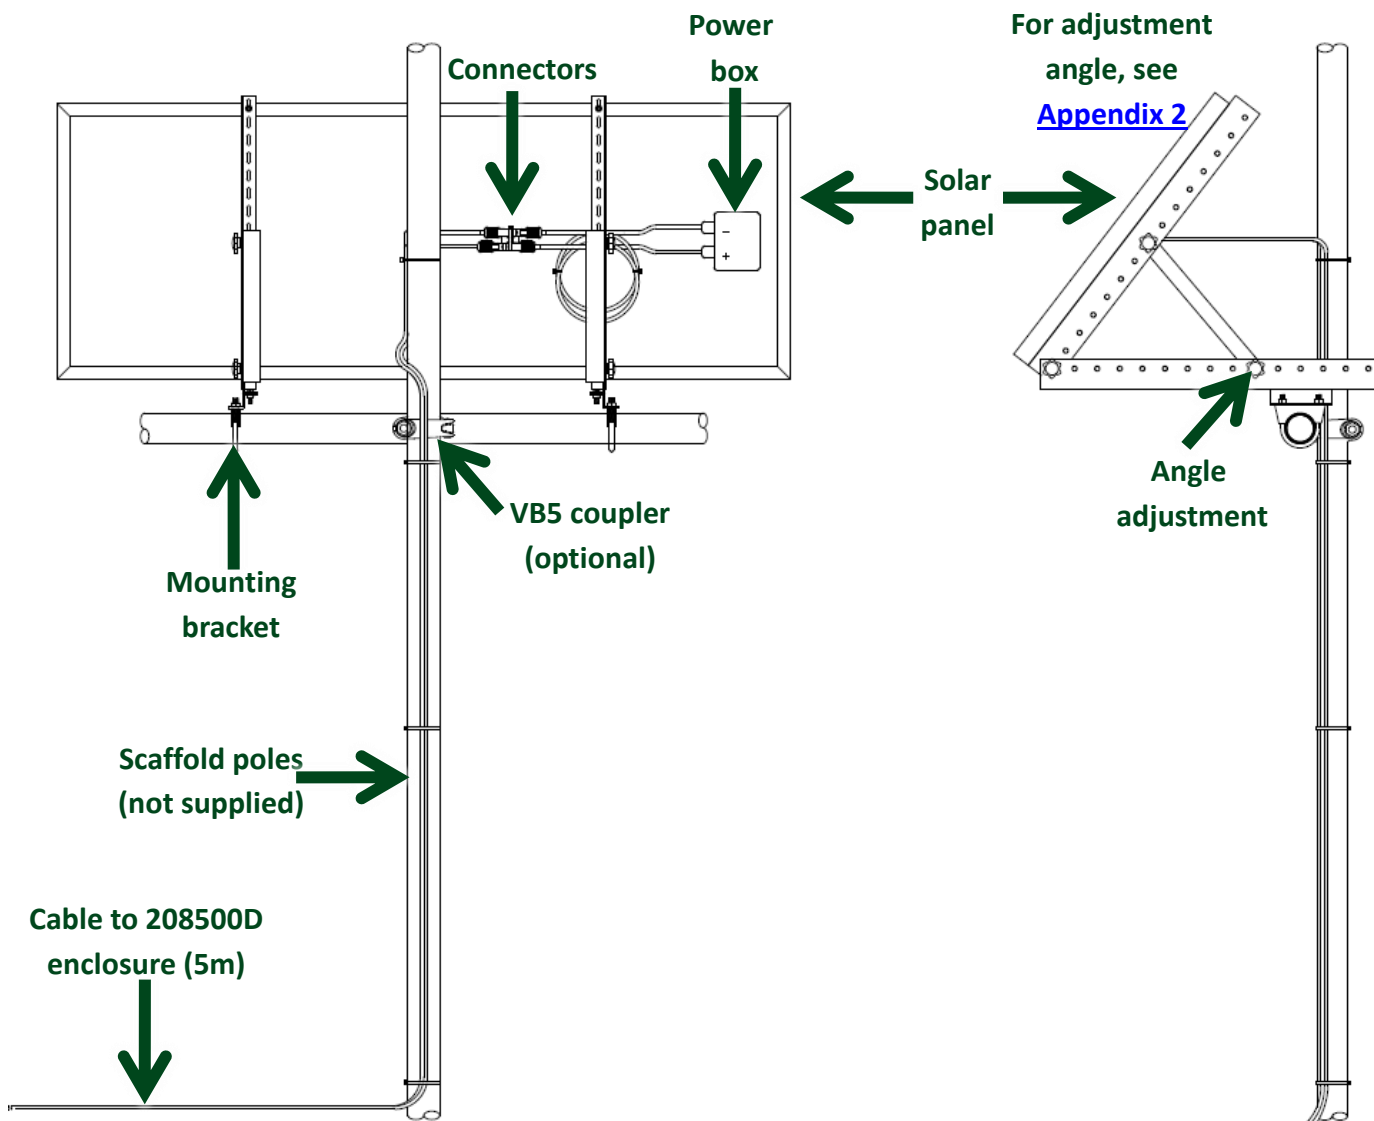 Power
box
Connectors
For adjustment
angle, see
Appendix 2
Solar
panel
−
+
VB5 coupler
(optional)
Angle
adjustment
Mounting
bracket
Scaffold poles
(not supplied)
Cable to 208500D
enclosure (5m)